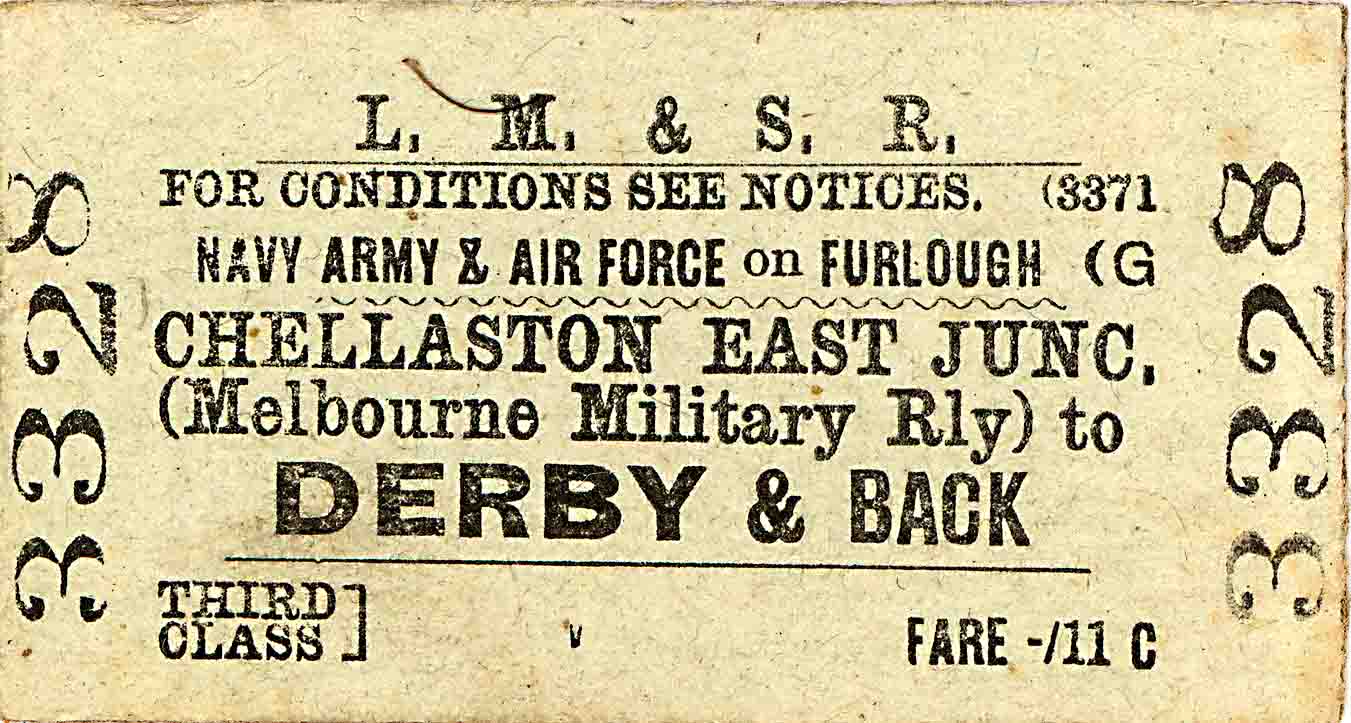 L. M. & S. R.
FOR CONDITIONS SEE NOTICES. (3371
NAVY ARMY & AIR FORCE on FURLOUGH (G
CHELLASTON EAST JUNC.
(Melbourne Military Rly) to
DERBY & BACK
THIRD
CLASS ]
v
FARE -/11 C
3328
3328